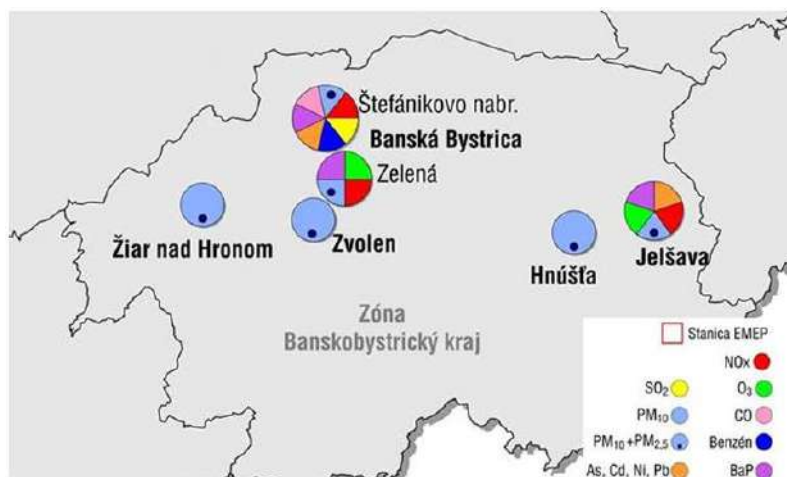 Štefánikovo nabr.
Banská Bystrica
Zelená
Žiar nad Hronom
Zvolen
Hnúšťa
Jelšava
Zóna
Banskobystrický kraj
Stanica EMEP
NOx
SO₂
O₃
PM₁₀
CO
PM₁₀+PM₂,₅
Benzén
As, Cd, Ni, Pb
BaP